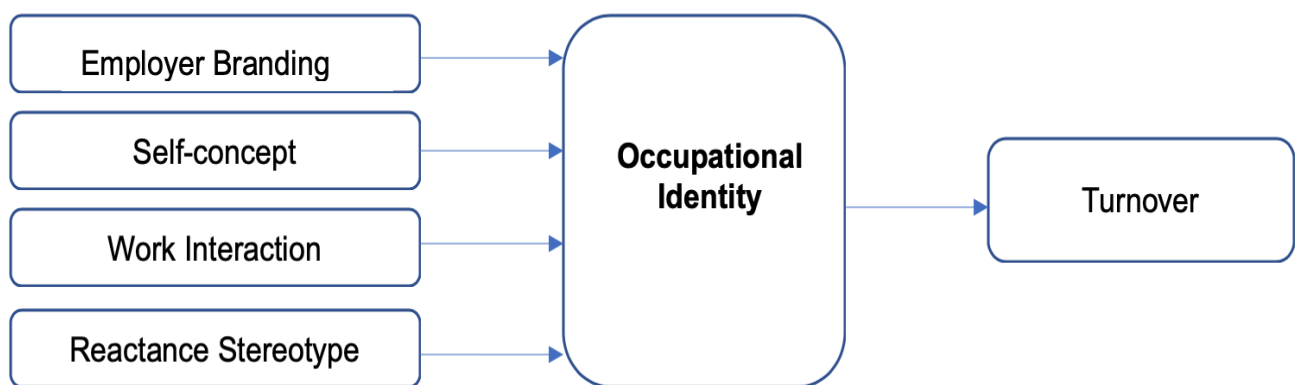 Employer Branding
Self-concept
Work Interaction
Reactance Stereotype
Occupational
Identity
Turnover